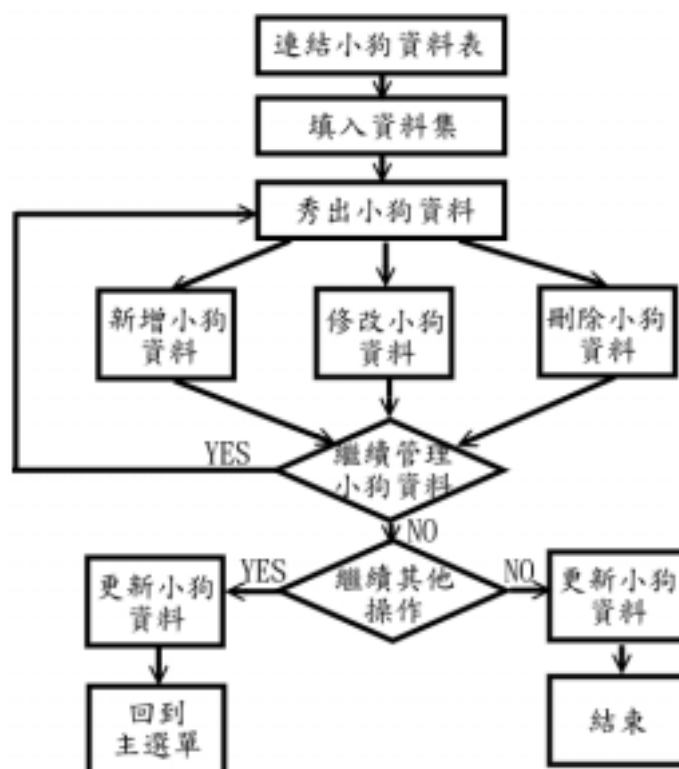 連結小狗資料表
填入資料集
秀出小狗資料
新增小狗
資料
修改小狗
資料
刪除小狗
資料
YES
繼續管理
小狗資料
NO
更新小狗
資料
YES
繼續其他
操作
NO
更新小狗
資料
回到
主選單
結束